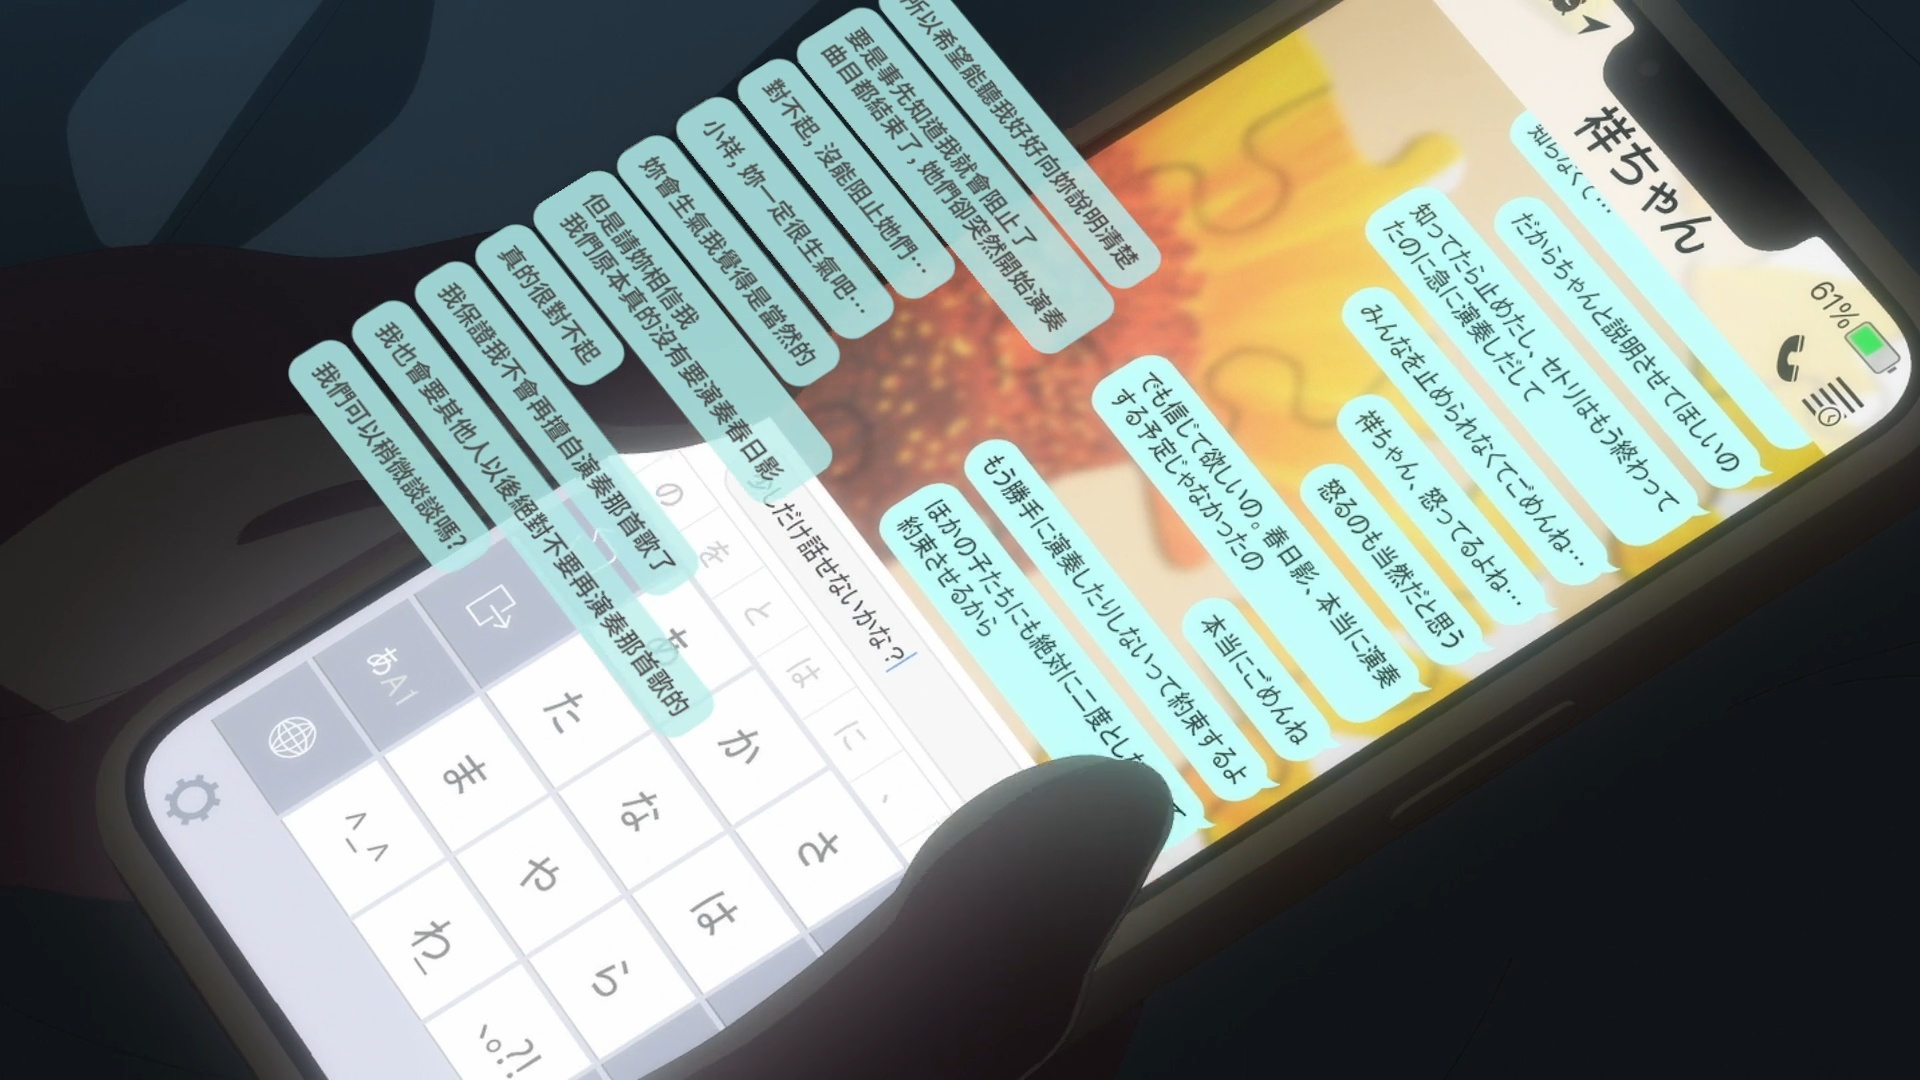 祥ちゃん
61%
知らなくて…
だからちゃんと説明させてほしいの
知ってたら止めたし、セトリはもう終わって
たのに急に演奏しだして
みんなを止められなくてごめんね…
祥ちゃん、怒ってるよね…
怒るのも当然だと思う
でも信じて欲しいの。春日影、本当に演奏
する予定じゃなかったの
本当にごめんね
もう勝手に演奏したりしないって約束するよ
ほかの子たちにも絶対に二度とした
約束させるから
所以希望能聽我好好向妳說明清楚
要是事先知道我就會阻止了
曲目都結束了,她們卻突然開始演奏
對不起,沒能阻止她們…
小祥,妳一定很生氣吧…
妳會生氣我覺得是當然的
但是請妳相信我
我們原本真的沒有要演奏春日影
真的很對不起
我保證我不會再擅自演奏那首歌了
我也會要其他人以後絕對不要再演奏那首歌的
我們可以稍微談談嗎?
しだけ話せないかな?
の
を
と
は
に
、
あ
か
さ
た
な
は
ま
や
ら
^_^
わ
、。?!
あA1